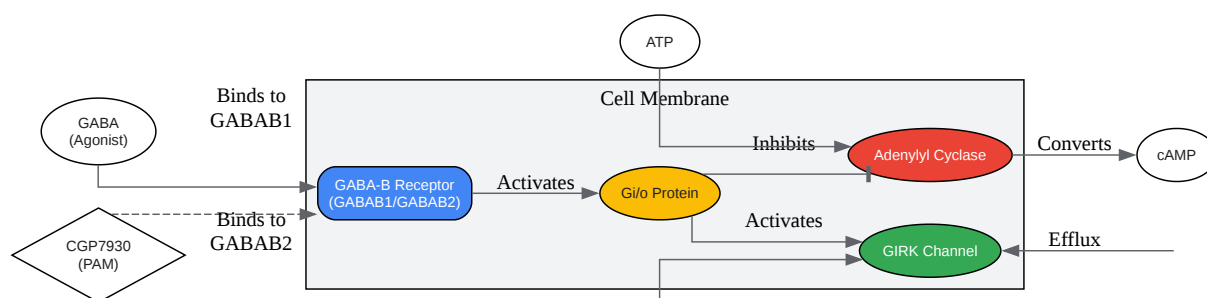 ATP
Cell Membrane
Binds to
GABAB1
GABA
(Agonist)
Inhibits
Adenylyl Cyclase
Converts
cAMP
GABA-B Receptor
(GABAB1/GABAB2)
Activates
Gi/o Protein
Binds to
GABAB2
Activates
CGP7930
(PAM)
GIRK Channel
Efflux